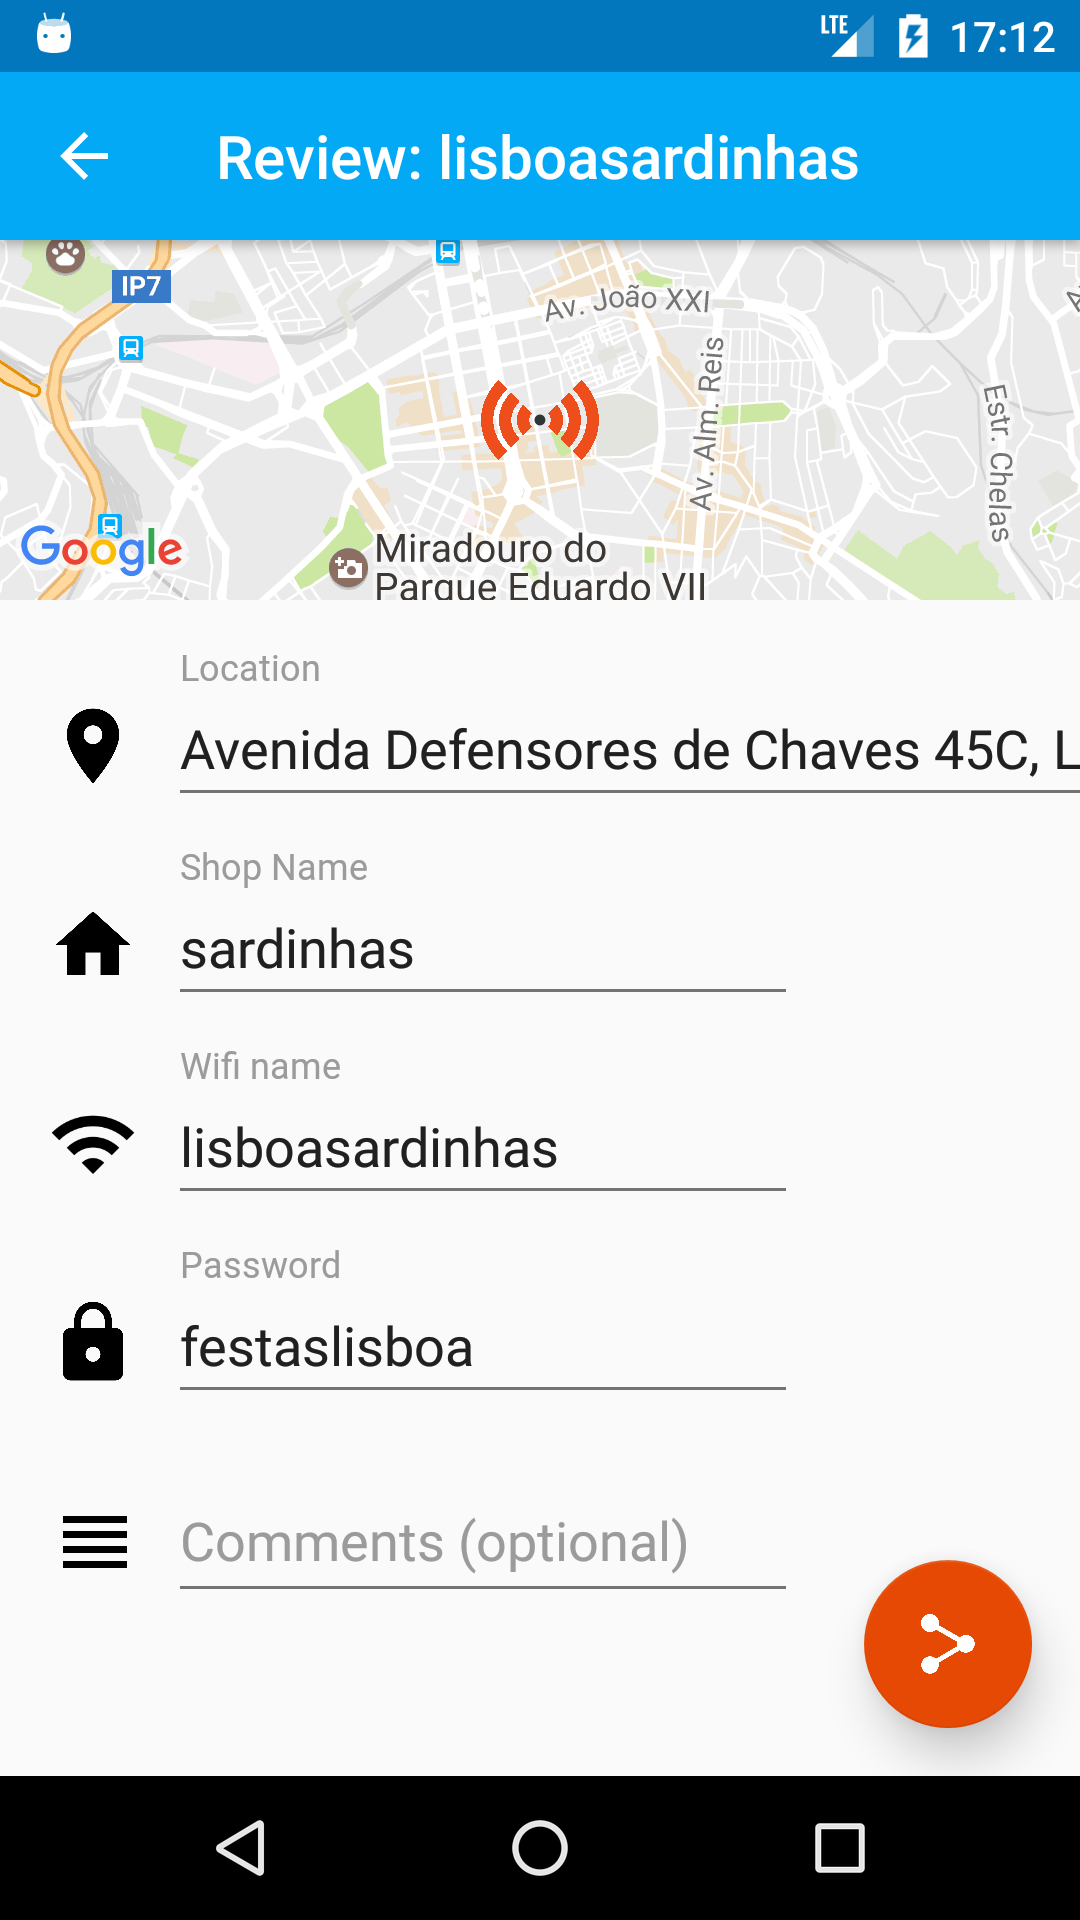 LTE 17:12
Review: lisboasardinhas
IP7
Av. João XXI
Av. Alm. Reis
Estr. Chelas
Google
Miradouro do
Parque Eduardo VII
Location
Avenida Defensores de Chaves 45C, L
Shop Name
sardinhas
Wifi name
lisboasardinhas
Password
festaslisboa
Comments (optional)